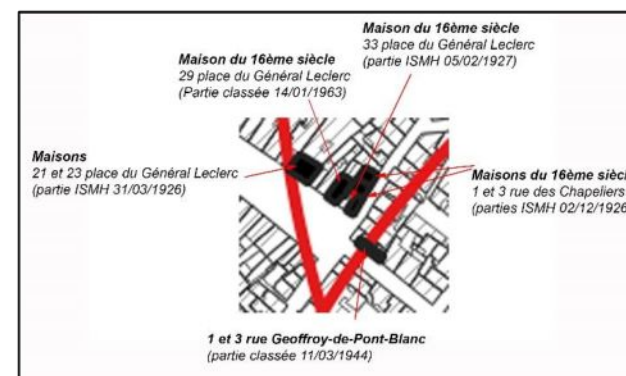 Maison du 16ème siècle
33 place du Général Leclerc
(partie ISMH 05/02/1927)
Maison du 16ème siècle
29 place du Général Leclerc
(Partie classée 14/01/1963)
Maisons
21 et 23 place du Général Leclerc
(partie ISMH 31/03/1926)
Maisons du 16ème siècl
1 et 3 rue des Chapeliers
(parties ISMH 02/12/1926
1 et 3 rue Geoffroy-de-Pont-Blanc
(partie classée 11/03/1944)